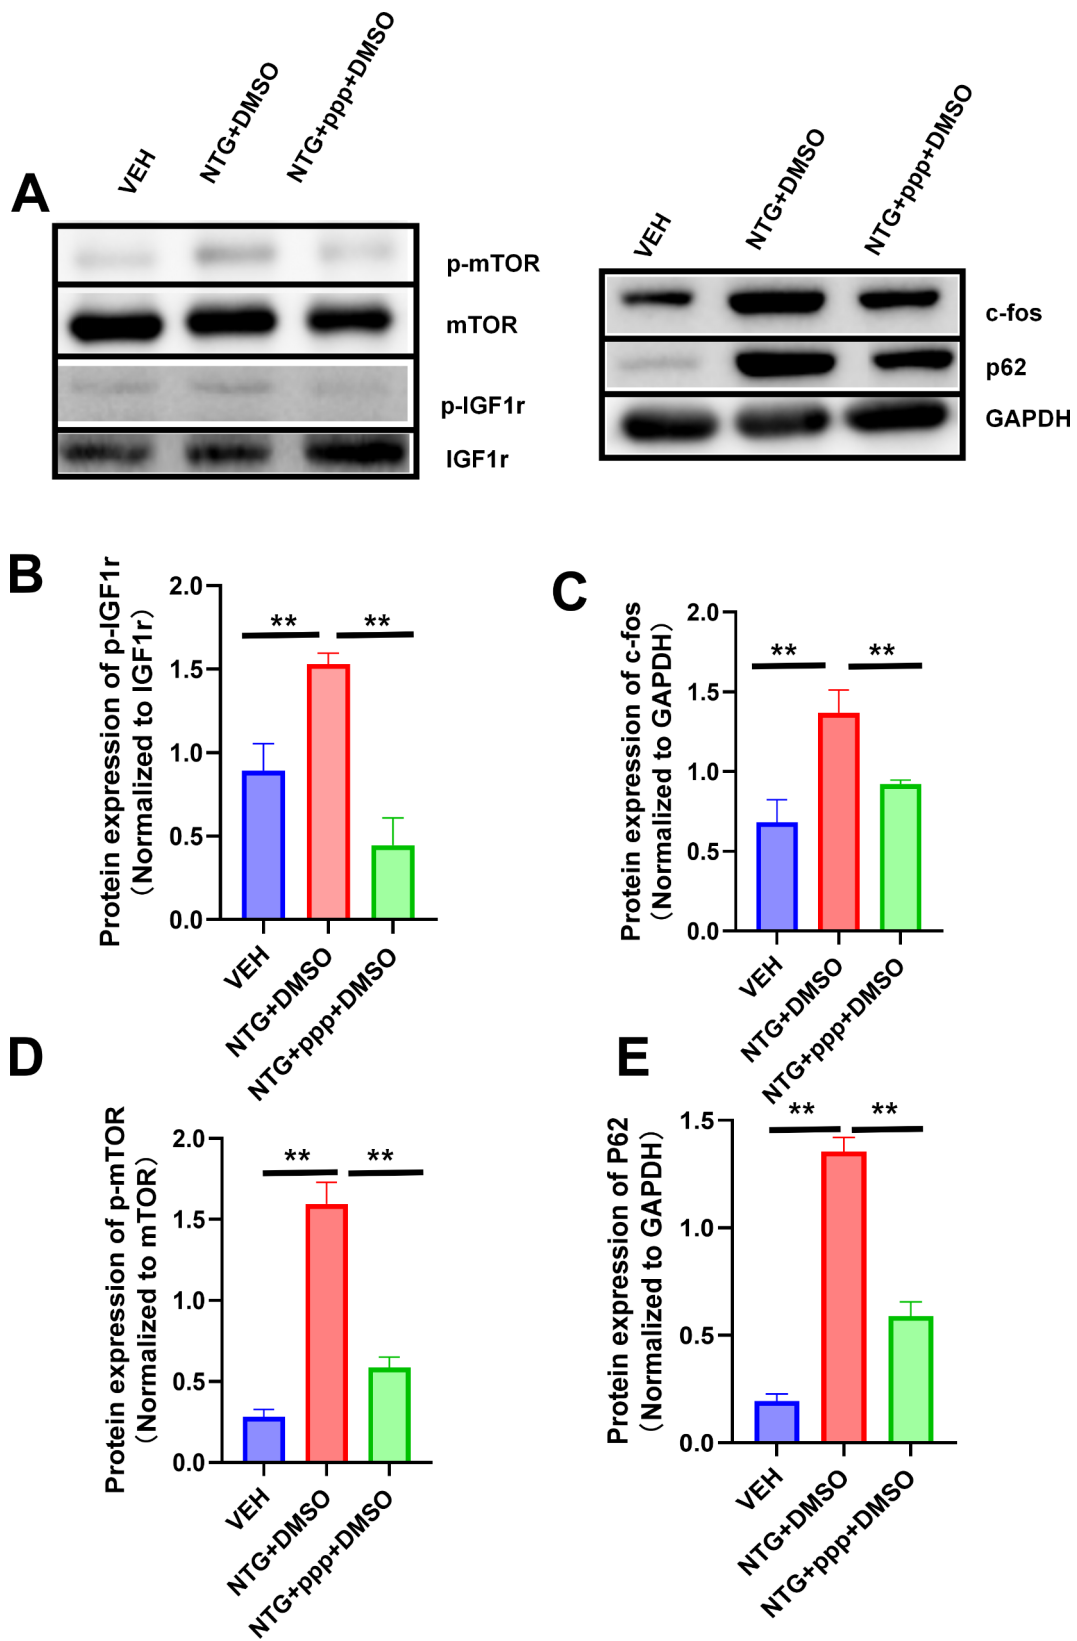 A
VEH
NTG+DMSO
NTG+ppp+DMSO
p-mTOR
mTOR
p-IGF1r
IGF1r
VEH
NTG+DMSO
NTG+ppp+DMSO
c-fos
p62
GAPDH
B
Protein expression of p-IGF1r
（Normalized to IGF1r）
2.0
1.5
1.0
0.5
0.0
**
**
VEH
NTG+DMSO
NTG+ppp+DMSO
C
Protein expression of c-fos
（Normalized to GAPDH）
2.0
1.5
1.0
0.5
0.0
**
**
VEH
NTG+DMSO
NTG+ppp+DMSO
D
Protein expression of p-mTOR
（Normalized to mTOR）
2.0
1.5
1.0
0.5
0.0
**
**
VEH
NTG+DMSO
NTG+ppp+DMSO
E
Protein expression of P62
（Normalized to GAPDH）
1.5
1.0
0.5
0.0
**
**
VEH
NTG+DMSO
NTG+ppp+DMSO